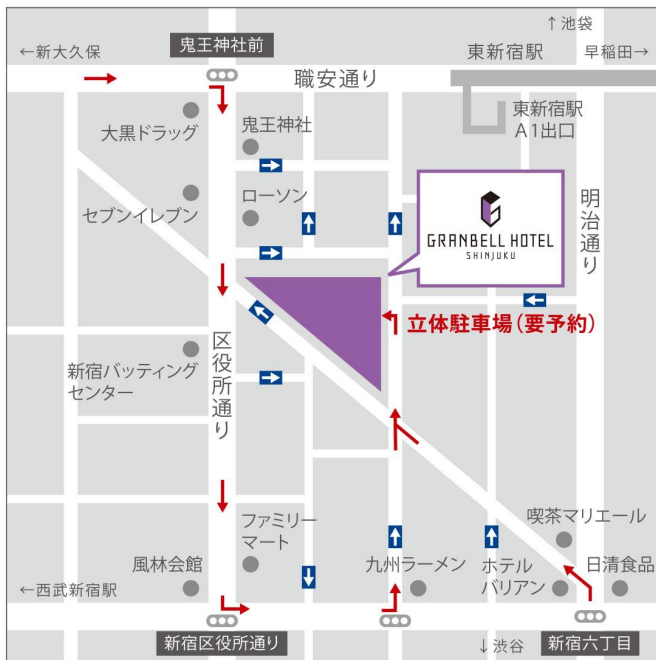 ↑池袋
←新大久保
鬼王神社前
東新宿駅
早稲田→
職安通り
大黒ドラッグ
鬼王神社
東新宿駅
A1出口
セブンイレブン
ローソン
GRANBELL HOTEL
SHINJUKU
明治通り
立体駐車場(要予約)
区役所通り
新宿バッティング
センター
ファミリー
マート
喫茶マリエール
風林会館
九州ラーメン
ホテル
バリアン
日清食品
←西武新宿駅
新宿区役所通り
↓渋谷
新宿六丁目